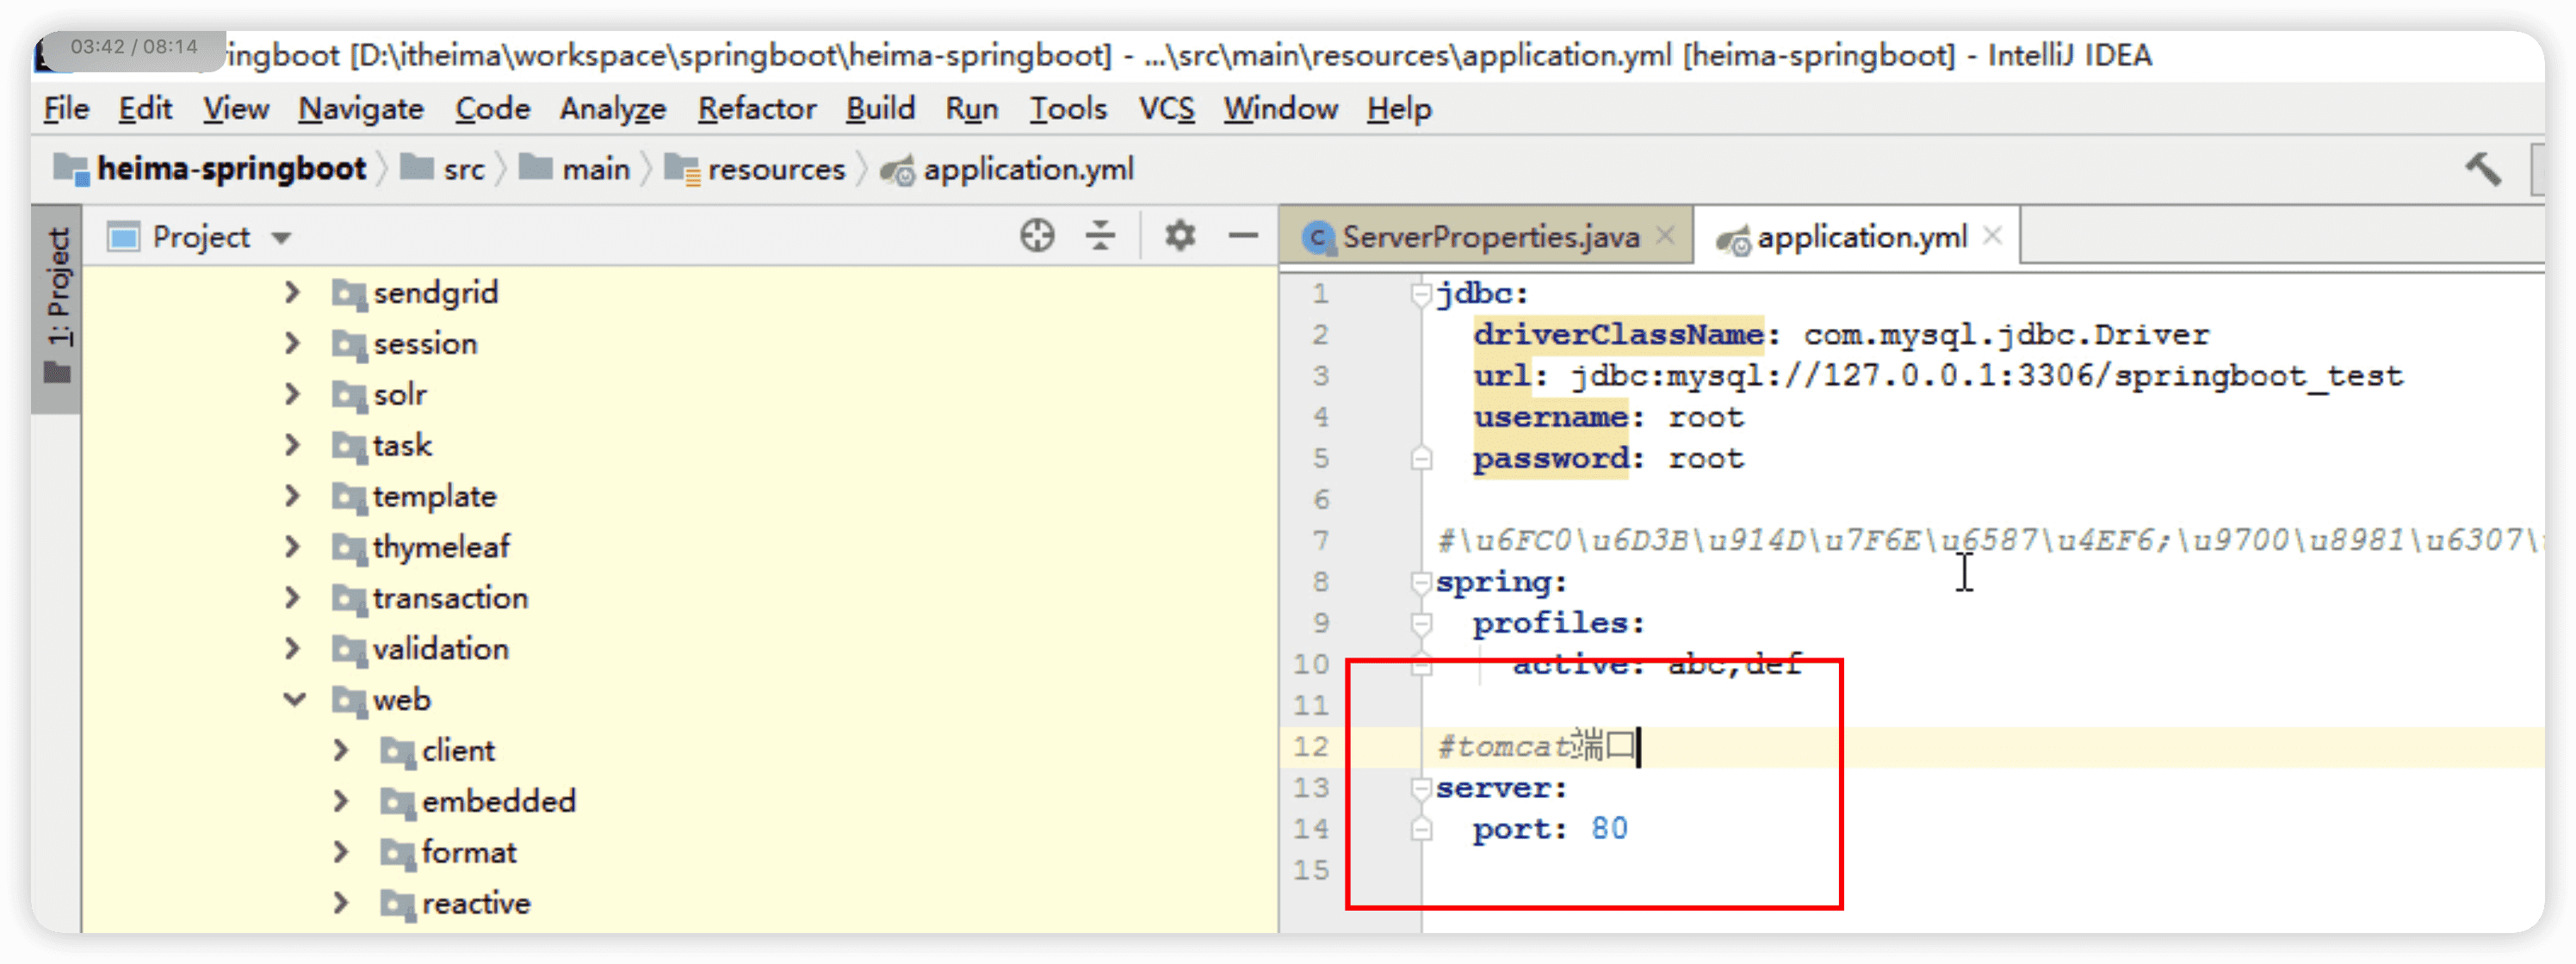 03:42 / 08:14
ringboot [D:\itheima\workspace\springboot\heima-springboot] - ...\src\main\resources\application.yml [heima-springboot] - IntelliJ IDEA
File Edit View Navigate Code Analyze Refactor Build Run Tools VCS Window Help
heima-springboot src main resources application.yml
1: Project
Project
sendgrid
session
solr
task
template
thymeleaf
transaction
validation
web
client
embedded
format
reactive
ServerProperties.java application.yml
1 jdbc:
2 driverClassName: com.mysql.jdbc.Driver
3 url: jdbc:mysql://127.0.0.1:3306/springboot_test
4 username: root
5 password: root
6
7 #\u6FC0\u6D3B\u914D\u7F6E\u6587\u4EF6;\u9700\u8981\u6307\
8 spring:
9 profiles:
10 active: abc,def
11
12 #tomcat端口
13 server:
14 port: 80
15